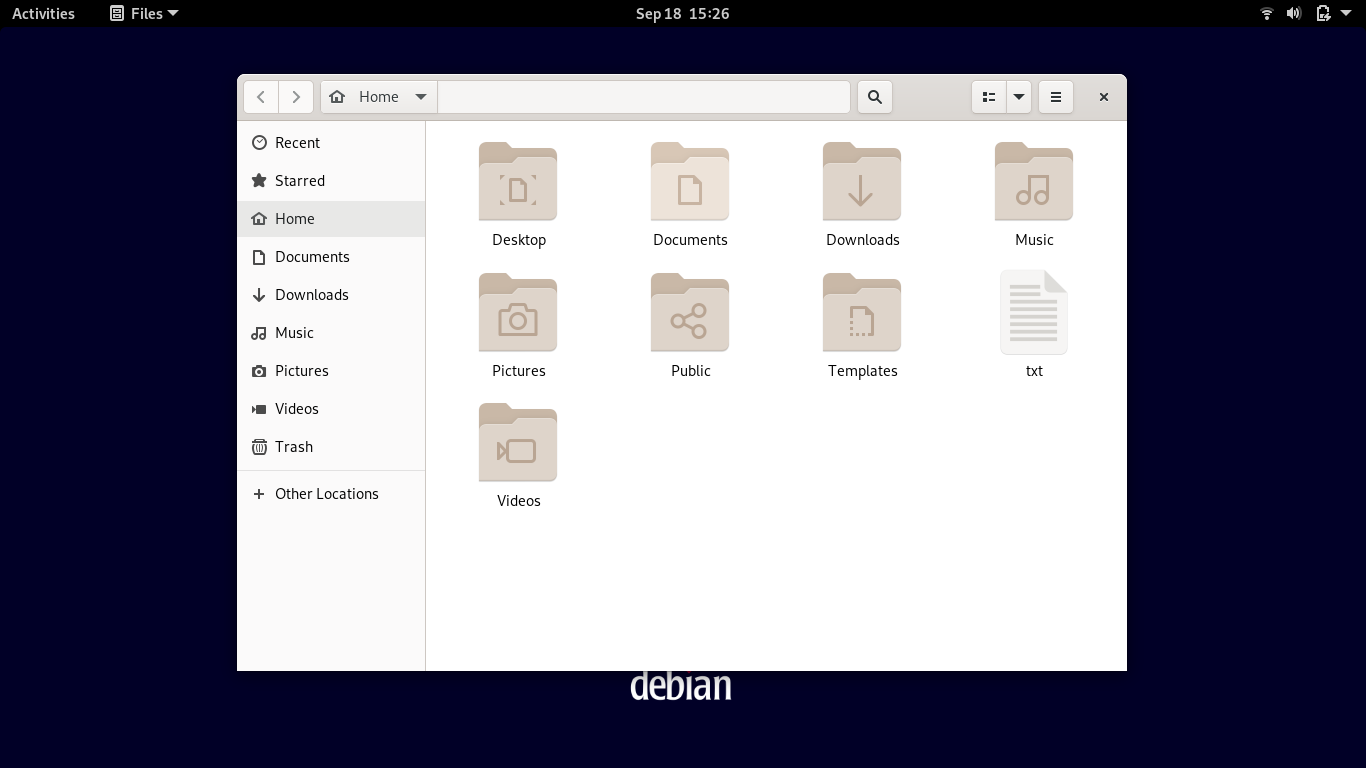 Activities Files Sep 18 15:26
Home
Recent
Starred
Home
Documents
Downloads
Music
Pictures
Videos
Trash
Other Locations
Desktop Documents Downloads Music
Pictures Public Templates txt
Videos
debian